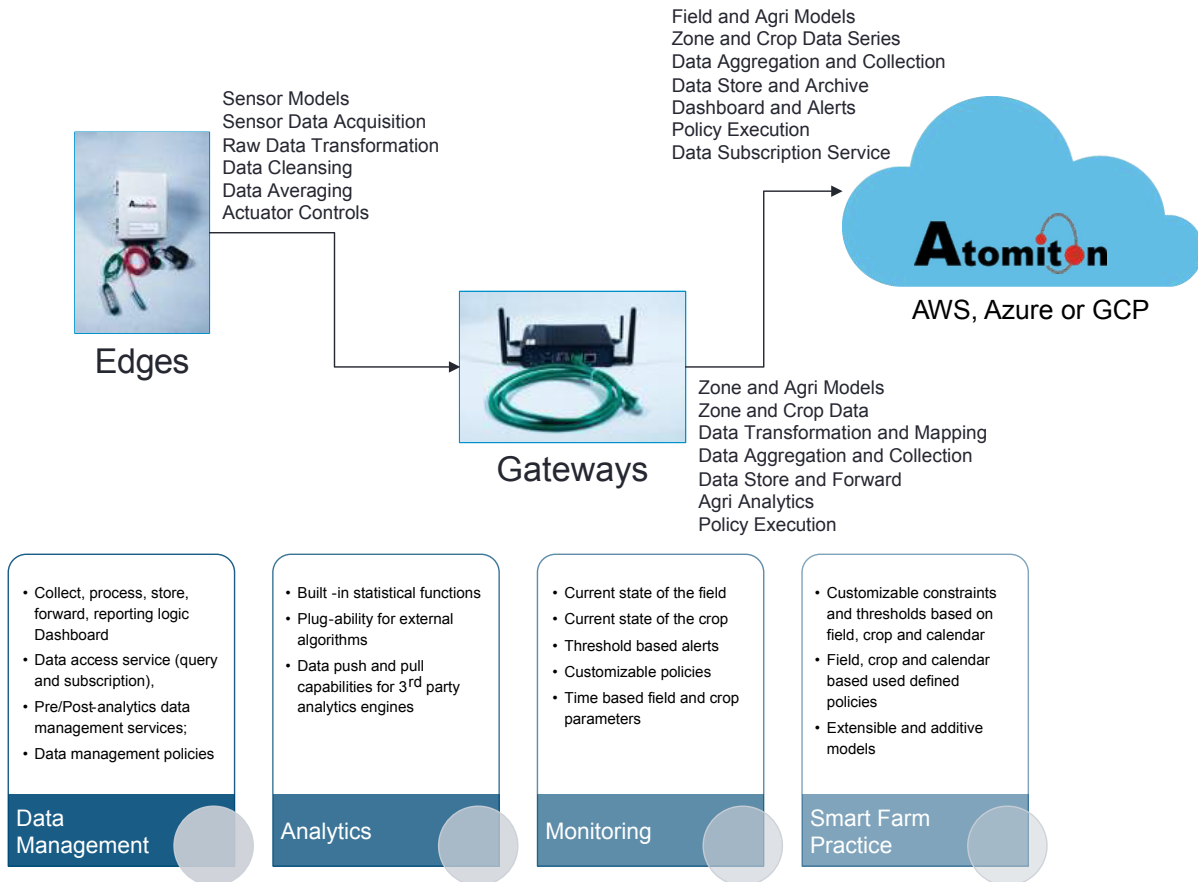 Field and Agri Models
Zone and Crop Data Series
Data Aggregation and Collection
Data Store and Archive
Dashboard and Alerts
Policy Execution
Data Subscription Service
Sensor Models
Sensor Data Acquisition
Raw Data Transformation
Data Cleansing
Data Averaging
Actuator Controls
Atomiton
Edges
Atomiton
AWS, Azure or GCP
Gateways
Zone and Agri Models
Zone and Crop Data
Data Transformation and Mapping
Data Aggregation and Collection
Data Store and Forward
Agri Analytics
Policy Execution
• Collect, process, store,
forward, reporting logic
Dashboard
• Data access service (query
and subscription),
• Pre/Post-analytics data
management services;
• Data management policies
Data
Management
• Built -in statistical functions
• Plug-ability for external
algorithms
• Data push and pull
capabilities for 3rd party
analytics engines
Analytics
• Current state of the field
• Current state of the crop
• Threshold based alerts
• Customizable policies
• Time based field and crop
parameters
Monitoring
• Customizable constraints
and thresholds based on
field, crop and calendar
• Field, crop and calendar
based used defined
policies
• Extensible and additive
models
Smart Farm
Practice